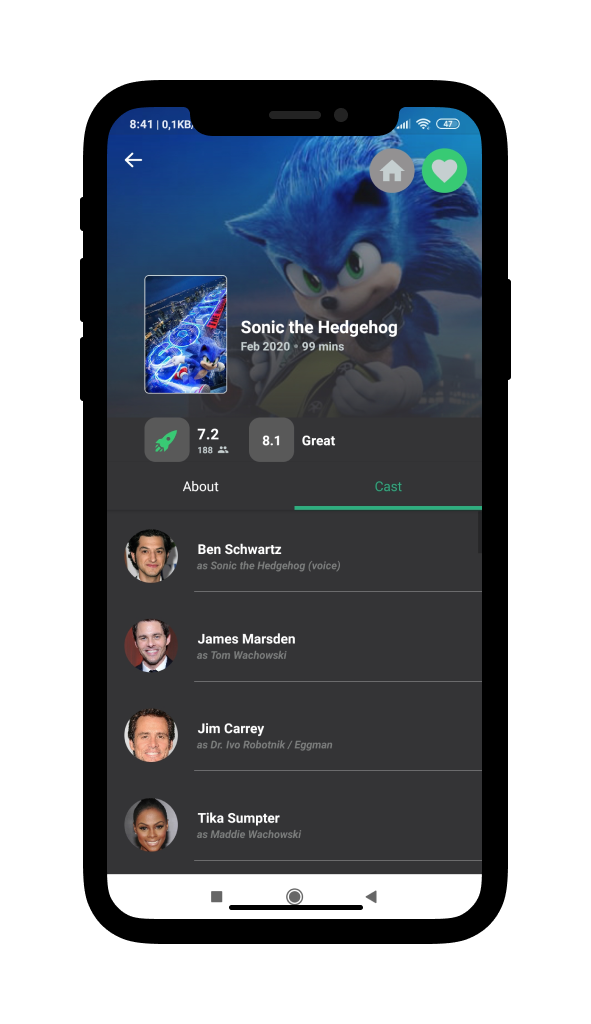 8:41 | 0,1KB/
47
Sonic the Hedgehog
Feb 2020 • 99 mins
7.2
188
8.1
Great
About
Cast
Ben Schwartz
as Sonic the Hedgehog (voice)
James Marsden
as Tom Wachowski
Jim Carrey
as Dr. Ivo Robotnik / Eggman
Tika Sumpter
as Maddie Wachowski